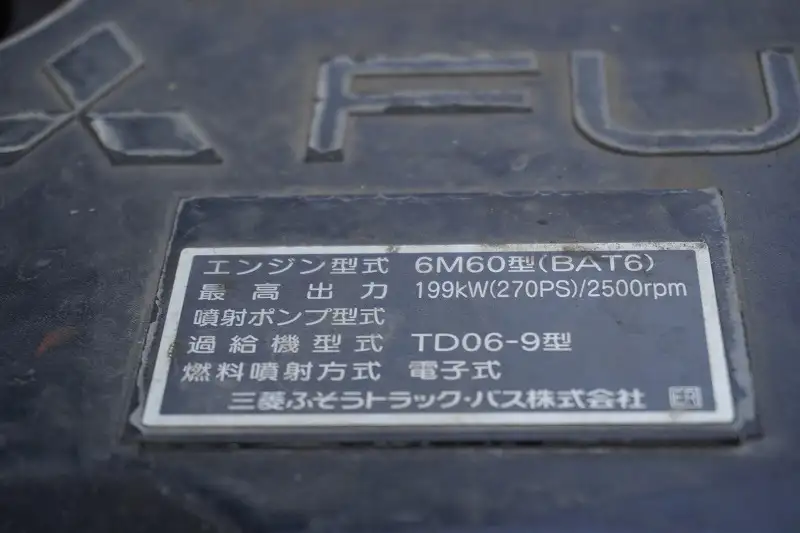 FU
エンジン型式 6M60型(BAT6)
最高出力 199kW(270PS)/2500rpm
噴射ポンプ型式
過給機型式 TD06-9型
燃料噴射方式 電子式
三菱ふそうトラック・バス株式会社